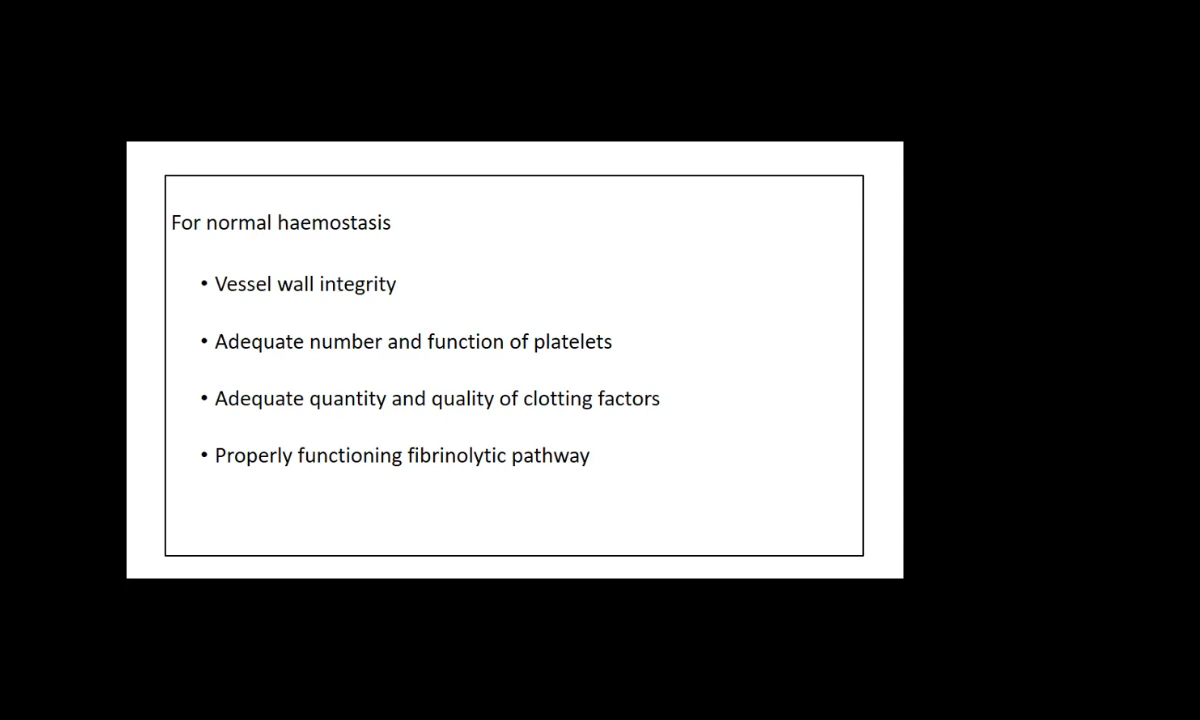 For normal haemostasis
• Vessel wall integrity
• Adequate number and function of platelets
• Adequate quantity and quality of clotting factors
• Properly functioning fibrinolytic pathway